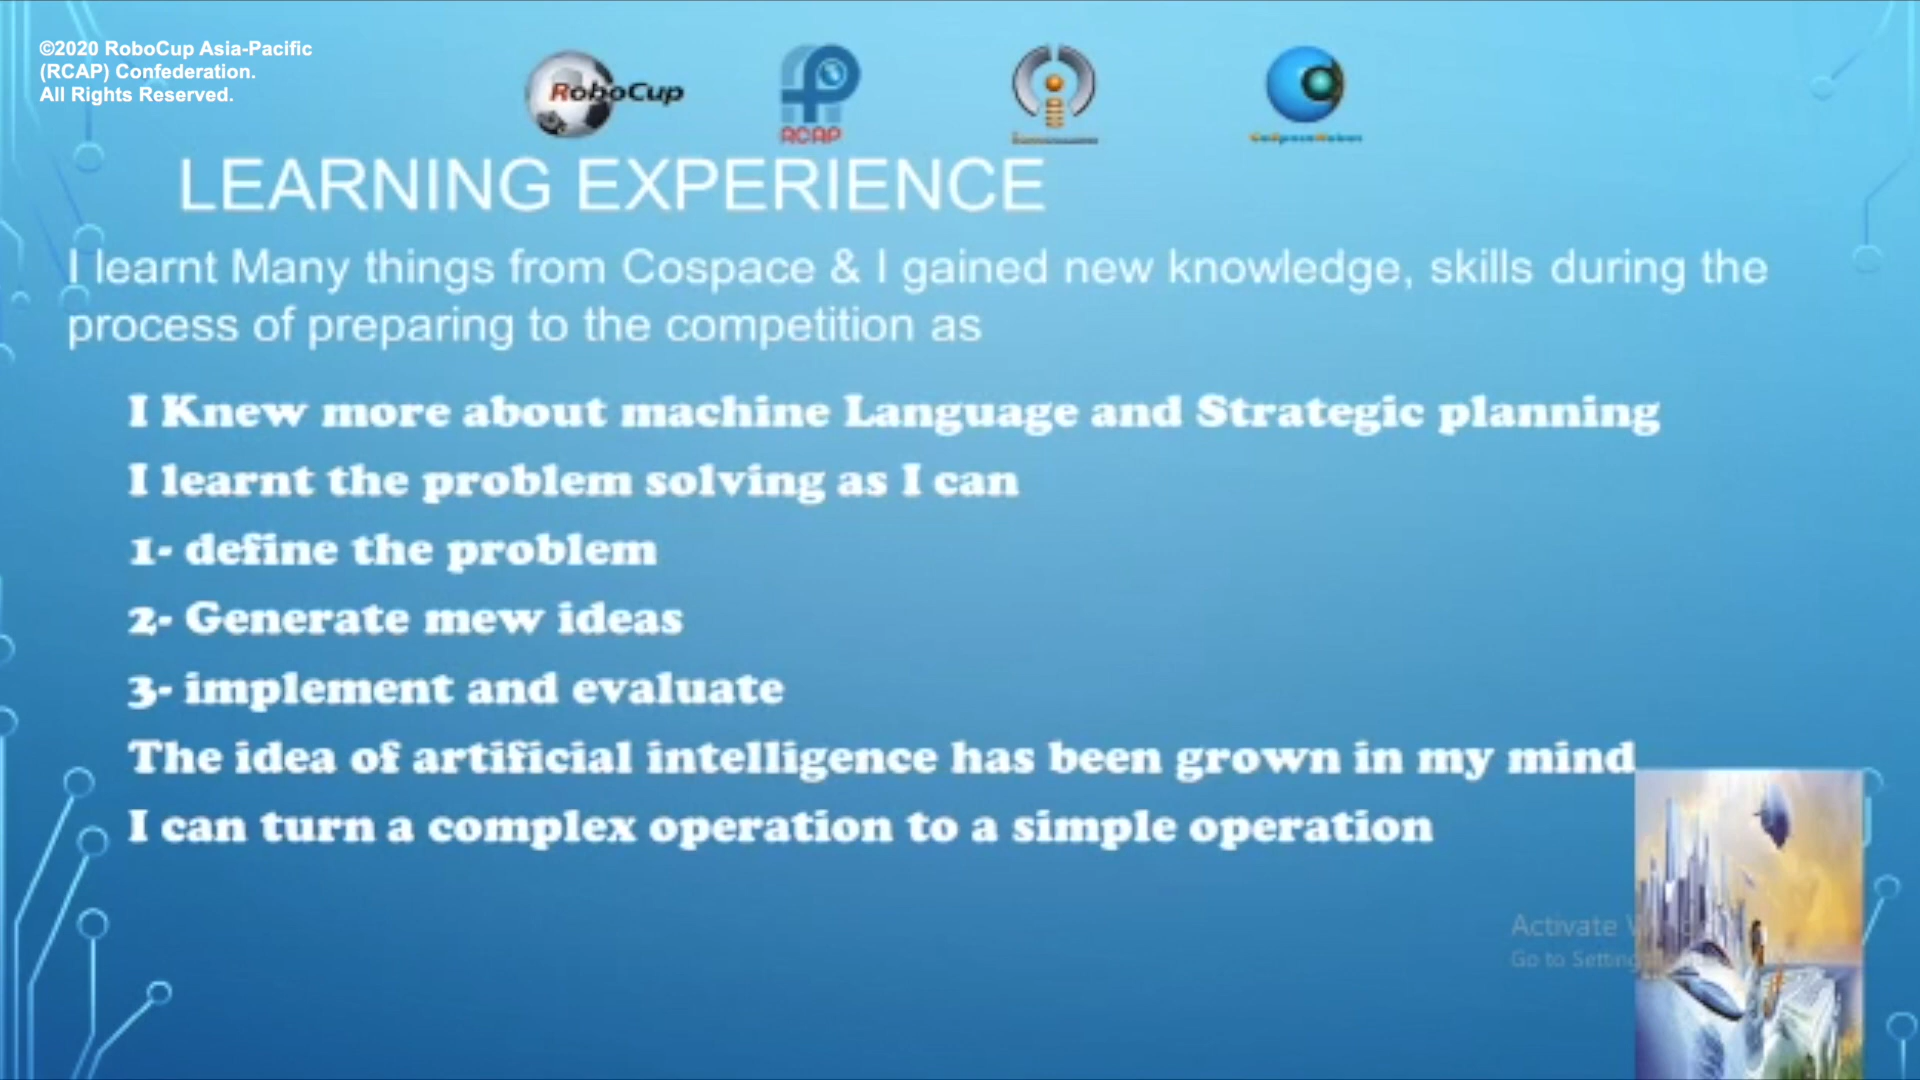 ©2020 RoboCup Asia-Pacific
(RCAP) Confederation.
All Rights Reserved.
RoboCup
RCAP
CoSpaceRobot
LEARNING EXPERIENCE
I learnt Many things from Cospace & I gained new knowledge, skills during the
process of preparing to the competition as
I Knew more about machine Language and Strategic planning
I learnt the problem solving as I can
1- define the problem
2- Generate mew ideas
3- implement and evaluate
The idea of artificial intelligence has been grown in my mind
I can turn a complex operation to a simple operation
Activate
Go to